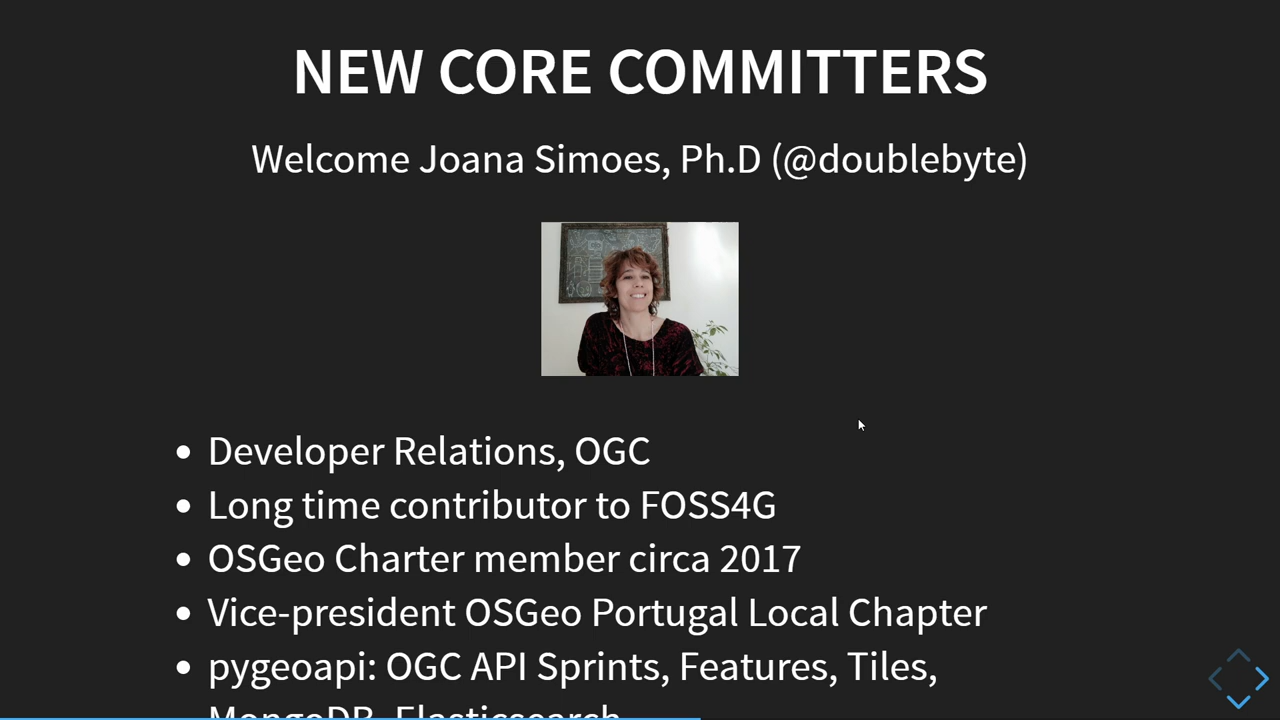 NEW CORE COMMITTERS
Welcome Joana Simoes, Ph.D (@doublebyte)
• Developer Relations, OGC
• Long time contributor to FOSS4G
• OSGeo Charter member circa 2017
• Vice-president OSGeo Portugal Local Chapter
• pygeoapi: OGC API Sprints, Features, Tiles,
MongoDB, Elasticsearch